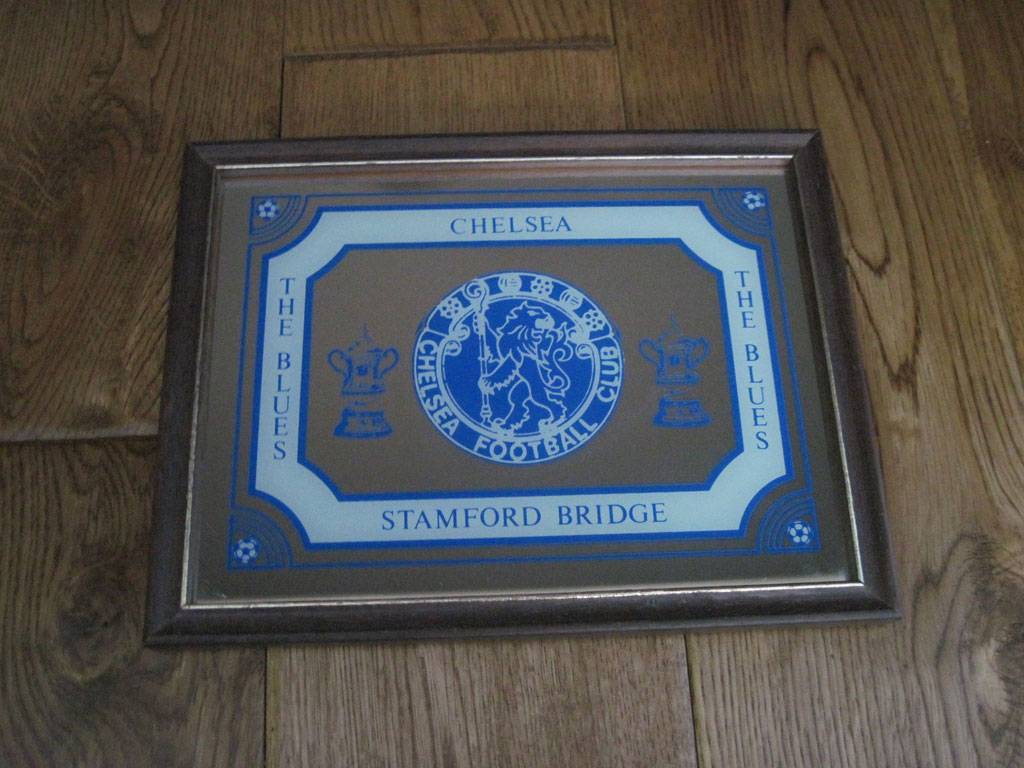 CHELSEA
THE BLUES
CHELSEA FOOTBALL CLUB
THE BLUES
STAMFORD BRIDGE